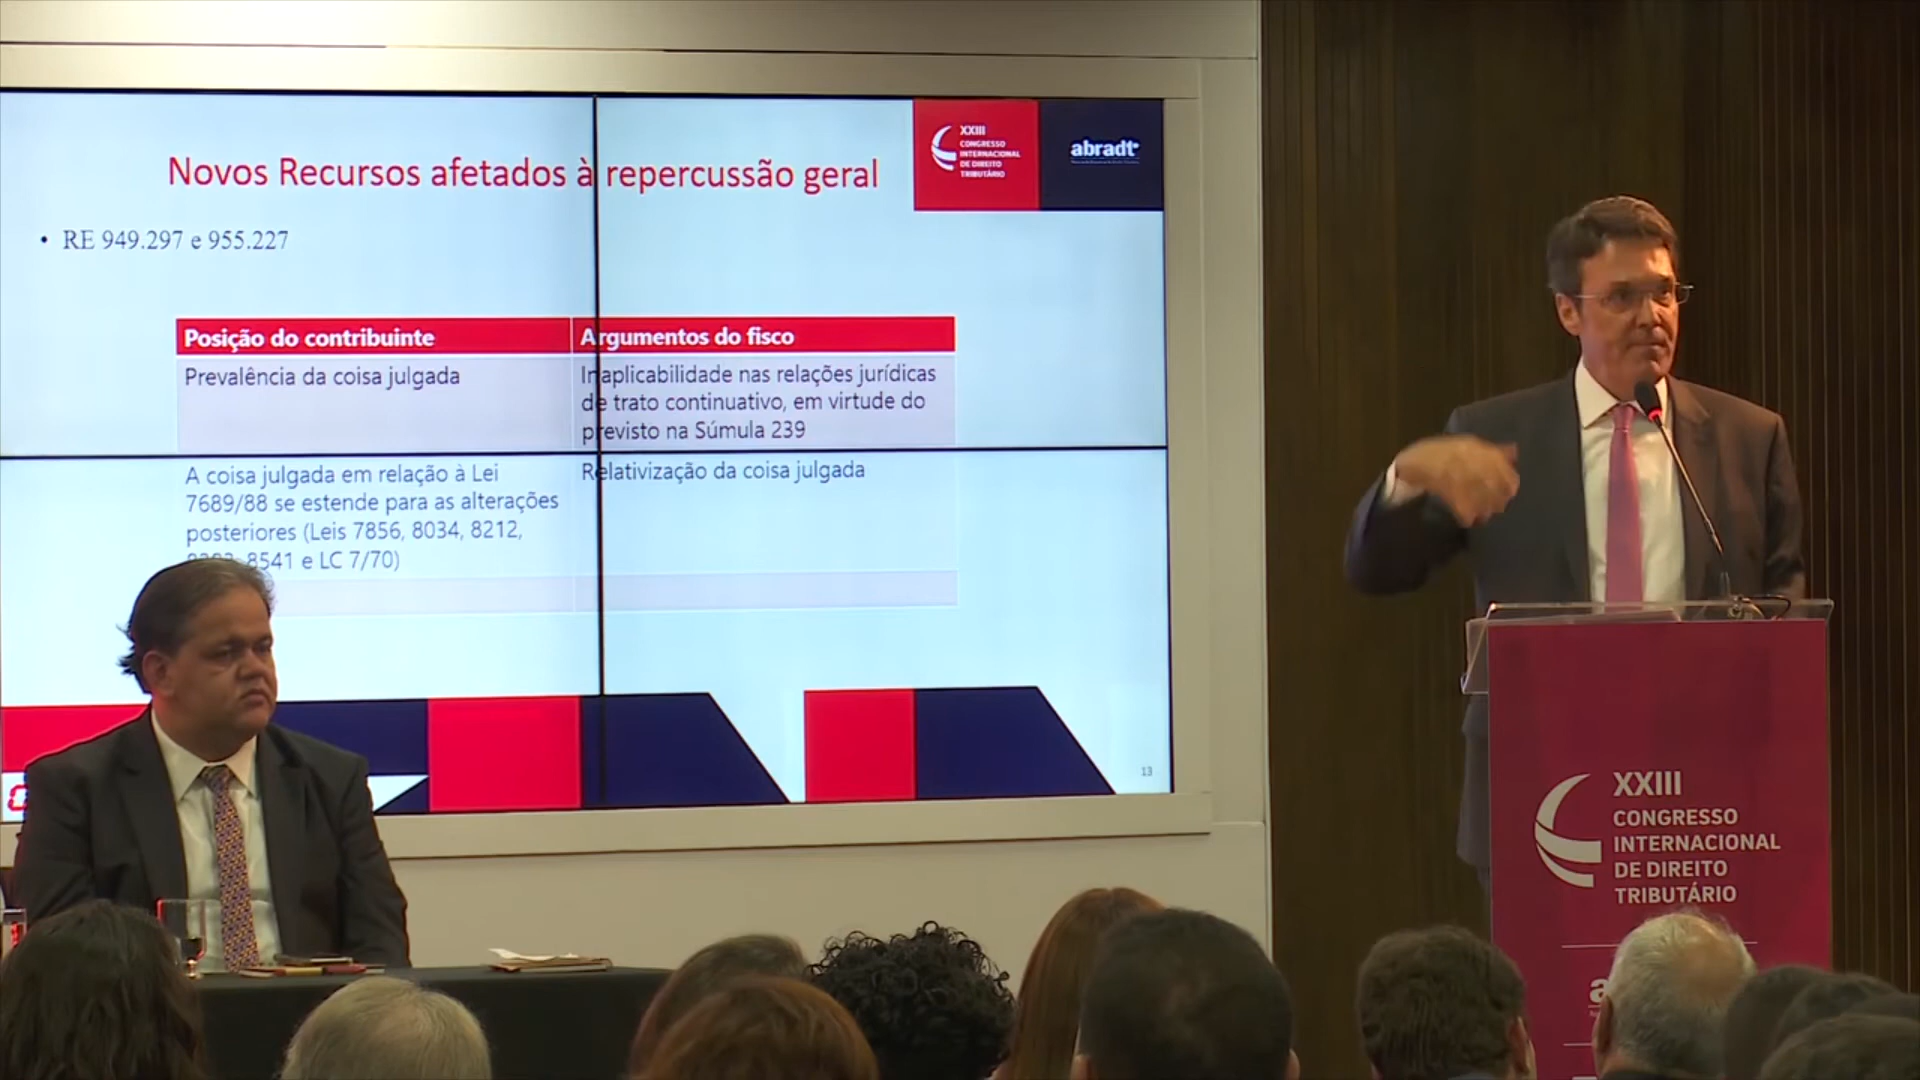 Novos Recursos afetados à repercussão geral
XXIII
CONGRESSO
INTERNACIONAL
DE DIREITO
TRIBUTÁRIO
abradt
• RE 949.297 e 955.227
Posição do contribuinte
Argumentos do fisco
Prevalência da coisa julgada
Inaplicabilidade nas relações jurídicas
de trato continuativo, em virtude do
previsto na Súmula 239
A coisa julgada em relação à Lei
7689/88 se estende para as alterações
posteriores (Leis 7856, 8034, 8212,
8541 e LC 7/70)
Relativização da coisa julgada
13
XXIII
CONGRESSO
INTERNACIONAL
DE DIREITO
TRIBUTÁRIO